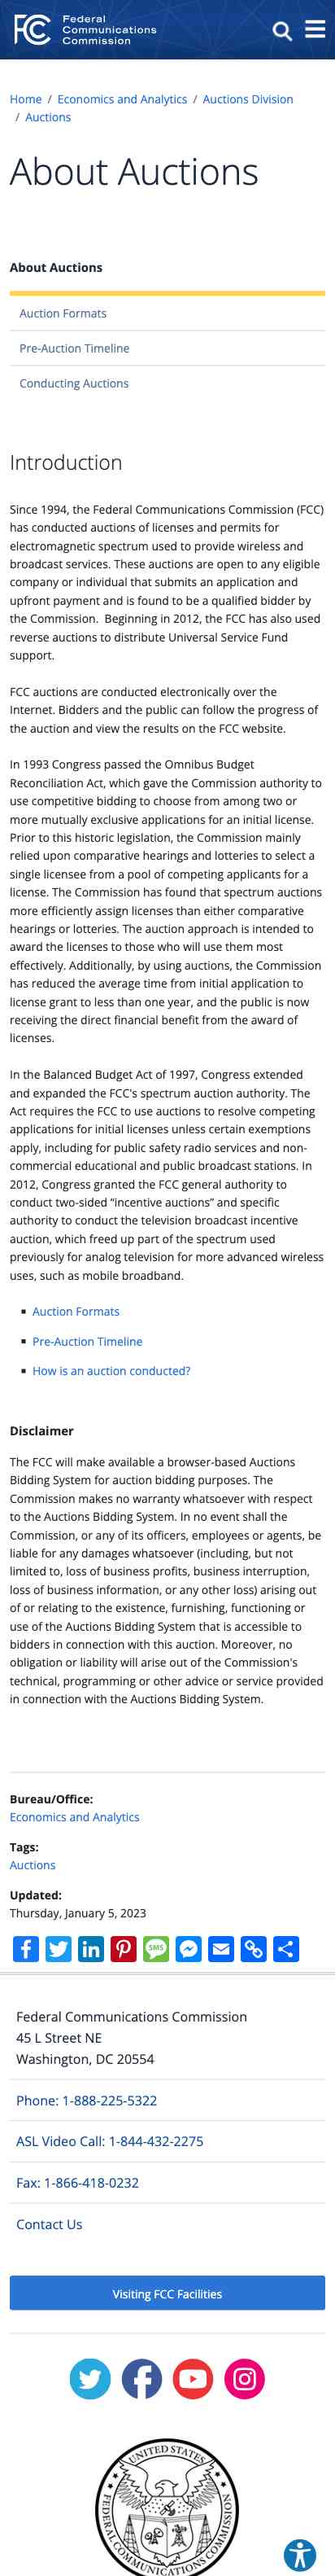 FC Federal
Communications
Commission
Home / Economics and Analytics / Auctions Division
/ Auctions
About Auctions
About Auctions
Auction Formats
Pre-Auction Timeline
Conducting Auctions
Introduction
Since 1994, the Federal Communications Commission (FCC)
has conducted auctions of licenses and permits for
electromagnetic spectrum used to provide wireless and
broadcast services. These auctions are open to any eligible
company or individual that submits an application and
upfront payment and is found to be a qualified bidder by
the Commission.  Beginning in 2012, the FCC has also used
reverse auctions to distribute Universal Service Fund
support.
FCC auctions are conducted electronically over the
Internet. Bidders and the public can follow the progress of
the auction and view the results on the FCC website.
In 1993 Congress passed the Omnibus Budget
Reconciliation Act, which gave the Commission authority to
use competitive bidding to choose from among two or
more mutually exclusive applications for an initial license.
Prior to this historic legislation, the Commission mainly
relied upon comparative hearings and lotteries to select a
single licensee from a pool of competing applicants for a
license. The Commission has found that spectrum auctions
more efficiently assign licenses than either comparative
hearings or lotteries. The auction approach is intended to
award the licenses to those who will use them most
effectively. Additionally, by using auctions, the Commission
has reduced the average time from initial application to
license grant to less than one year, and the public is now
receiving the direct financial benefit from the award of
licenses.
In the Balanced Budget Act of 1997, Congress extended
and expanded the FCC's spectrum auction authority. The
Act requires the FCC to use auctions to resolve competing
applications for initial licenses unless certain exemptions
apply, including for public safety radio services and non-
commercial educational and public broadcast stations. In
2012, Congress granted the FCC general authority to
conduct two-sided “incentive auctions” and specific
authority to conduct the television broadcast incentive
auction, which freed up part of the spectrum used
previously for analog television for more advanced wireless
uses, such as mobile broadband.
Auction Formats
Pre-Auction Timeline
How is an auction conducted?
Disclaimer
The FCC will make available a browser-based Auctions
Bidding System for auction bidding purposes. The
Commission makes no warranty whatsoever with respect
to the Auctions Bidding System. In no event shall the
Commission, or any of its officers, employees or agents, be
liable for any damages whatsoever (including, but not
limited to, loss of business profits, business interruption,
loss of business information, or any other loss) arising out
of or relating to the existence, furnishing, functioning or
use of the Auctions Bidding System that is accessible to
bidders in connection with this auction. Moreover, no
obligation or liability will arise out of the Commission's
technical, programming or other advice or service provided
in connection with the Auctions Bidding System.
Bureau/Office:
Economics and Analytics
Tags:
Auctions
Updated:
Thursday, January 5, 2023
SMS
Federal Communications Commission
45 L Street NE
Washington, DC 20554
Phone: 1-888-225-5322
ASL Video Call: 1-844-432-2275
Fax: 1-866-418-0232
Contact Us
Visiting FCC Facilities
UNITED STATES